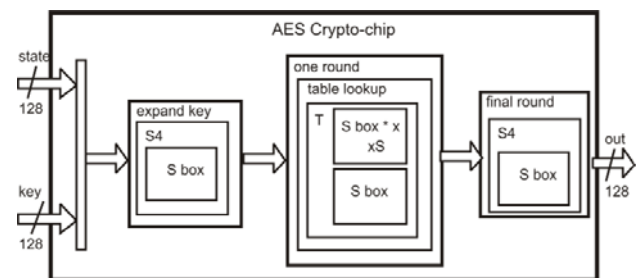 AES Crypto-chip
state
128
key
128
expand key
S4
S box
one round
table lookup
T
S box * x
xS
S box
final round
S4
S box
out
128